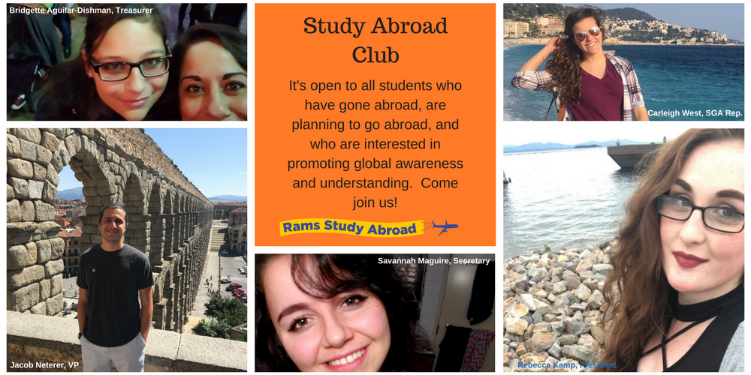 Bridgette Aguilar-Dishman, Treasurer
Study Abroad
Club
It's open to all students who
have gone abroad, are
planning to go abroad, and
who are interested in
promoting global awareness
and understanding.  Come
join us!
Rams Study Abroad
Carleigh West, SGA Rep.
Jacob Neterer, VP
Savannah Maguire, Secretary
Rebecca Kamp, President